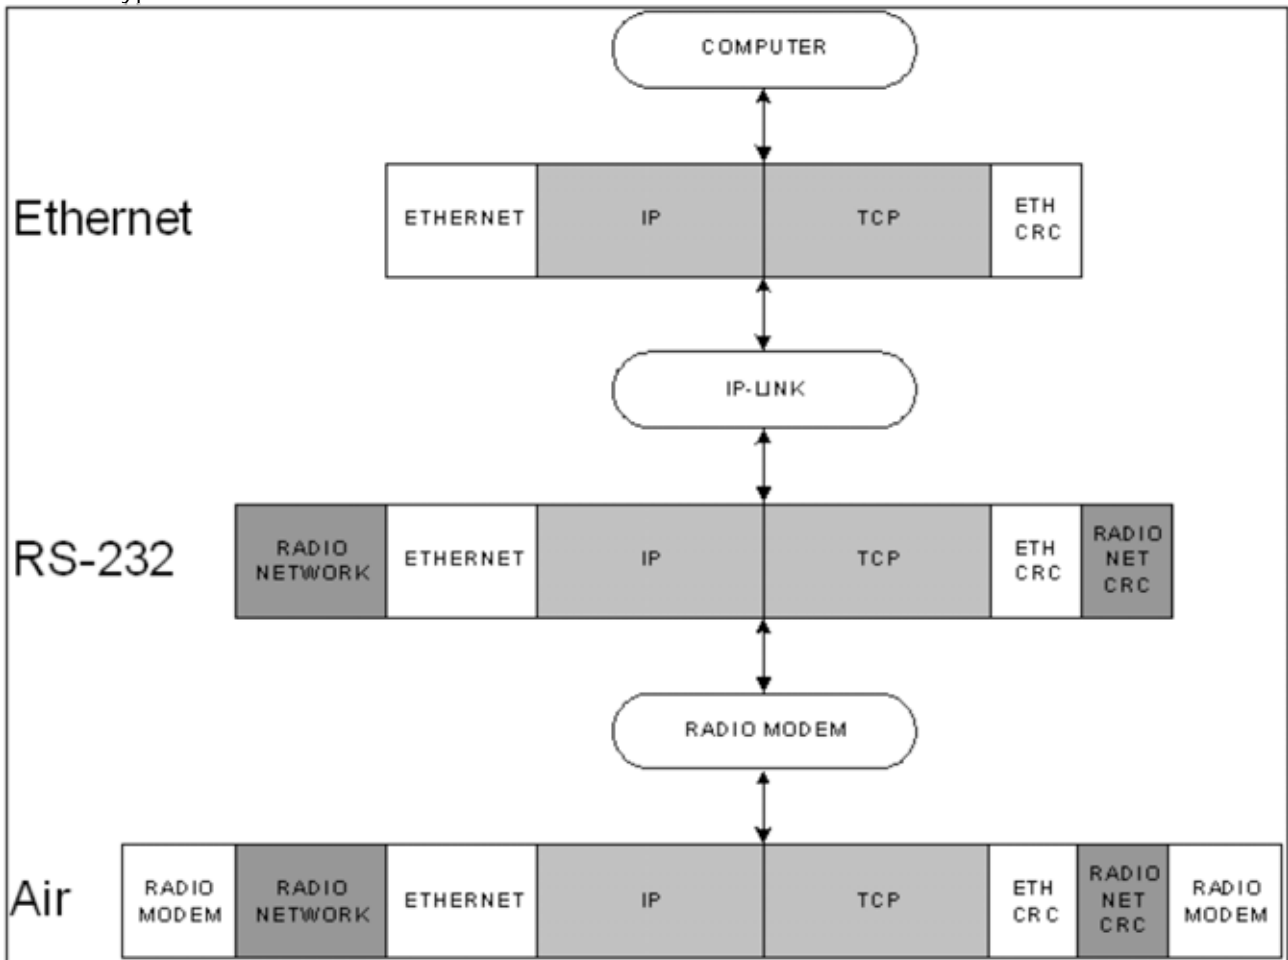 COMPUTER
Ethernet
ETHERNET
IP
TCP
ETH
CRC
IP-LINK
RS-232
RADIO
NETWORK
ETHERNET
IP
TCP
ETH
CRC
RADIO
NET
CRC
RADIO MODEM
Air
RADIO
MODEM
RADIO
NETWORK
ETHERNET
IP
TCP
ETH
CRC
RADIO
NET
CRC
RADIO
MODEM